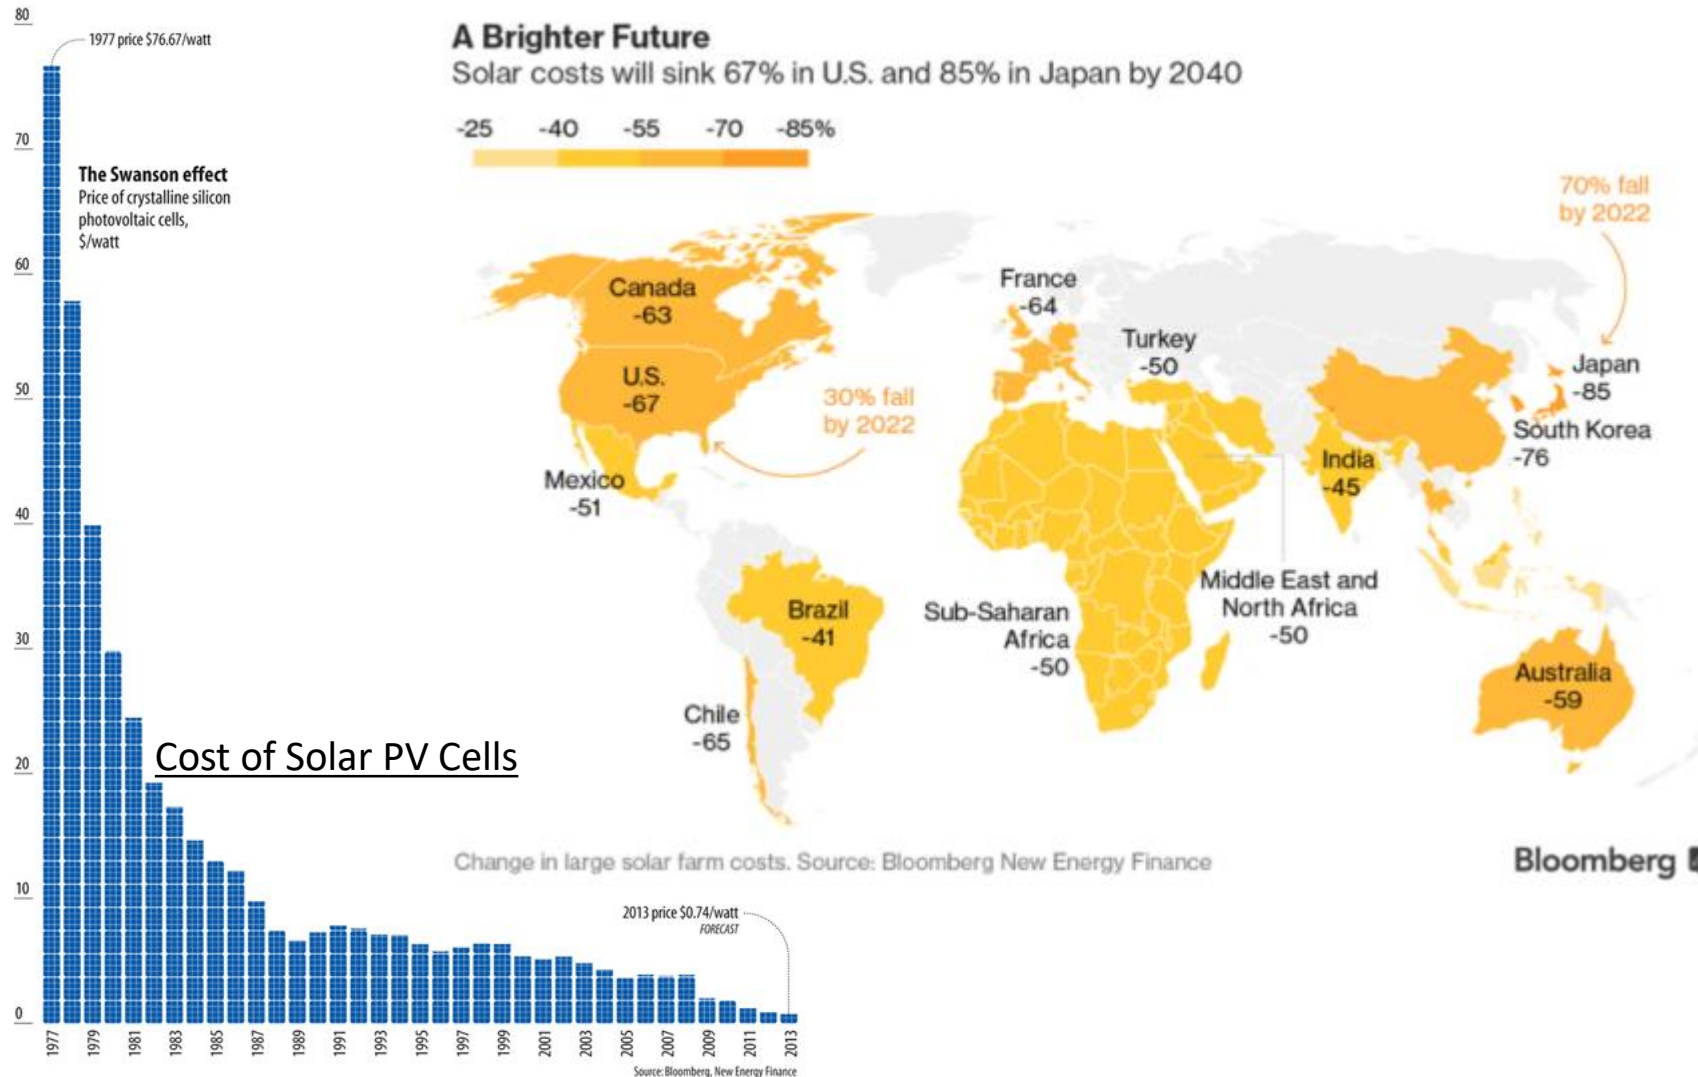 80
1977 price $76.67/watt
70
The Swanson effect
Price of crystalline silicon
photovoltaic cells,
$/watt
60
50
40
30
20
10
0
Cost of Solar PV Cells
2013 price $0.74/watt
FORECAST
1977
1979
1981
1983
1985
1987
1989
1991
1993
1995
1997
1999
2001
2003
2005
2007
2009
2011
2013
Source: Bloomberg, New Energy Finance
A Brighter Future
Solar costs will sink 67% in U.S. and 85% in Japan by 2040
-25 -40 -55 -70 -85%
70% fall
by 2022
Canada
-63
France
-64
Turkey
-50
Japan
-85
U.S.
-67
30% fall
by 2022
South Korea
-76
India
-45
Mexico
-51
Middle East and
North Africa
-50
Brazil
-41
Sub-Saharan
Africa
-50
Australia
-59
Chile
-65
Change in large solar farm costs. Source: Bloomberg New Energy Finance
Bloomberg